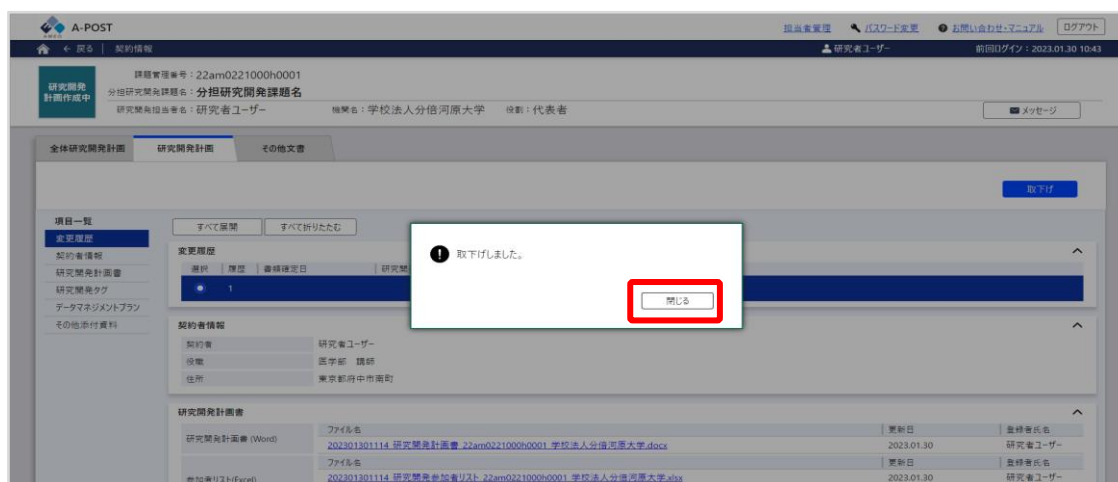 A-POST
担当者管理 パスワード変更 お問い合わせ・マニュアル ログアウト
← 戻る 契約情報 研究者ユーザー 前回ログイン：2023.01.30 10:43
研究開発
計画作成中
課題管理番号：22am0221000h0001
分担研究開発課題名：分担研究開発課題名
研究開発担当者名：研究者ユーザー 機関名：学校法人分倍河原大学 役割：代表者 メッセージ
全体研究開発計画 研究開発計画 その他文書
取下げ
項目一覧
変更履歴
契約者情報
研究開発計画書
研究開発タグ
データマネジメントプラン
その他添付資料
すべて展開 すべて折りたたむ
変更履歴
選択 履歴 書類確定日 研究開
1
取下げしました。
閉じる
契約者情報
契約者 研究者ユーザー
役職 医学部 講師
住所 東京都府中市南町
研究開発計画書
研究開発計画書 (Word)
ファイル名 更新日 登録者氏名
202301301114_研究開発計画書_22am0221000h0001_学校法人分倍河原大学.docx 2023.01.30 研究者ユーザー
参加者リスト(Excel)
ファイル名 更新日 登録者氏名
202301301114_研究開発参加者リスト_22am0221000h0001_学校法人分倍河原大学.xlsx 2023.01.30 研究者ユーザー